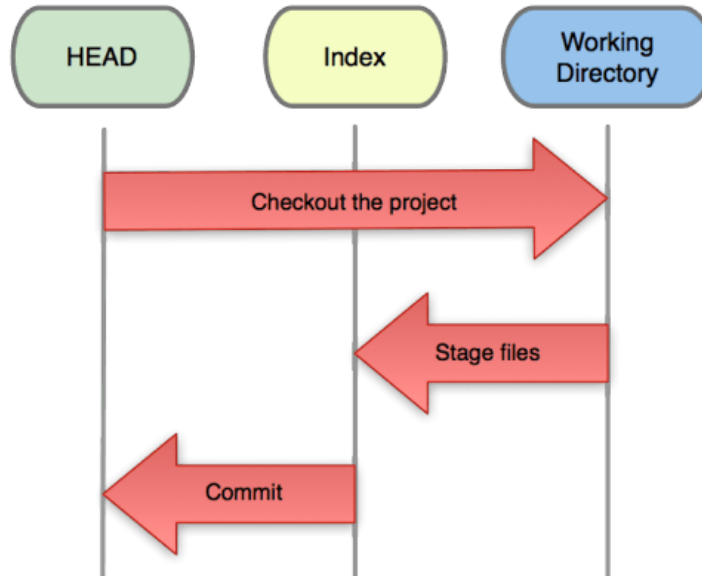 HEAD
Index
Working
Directory
Checkout the project
Stage files
Commit